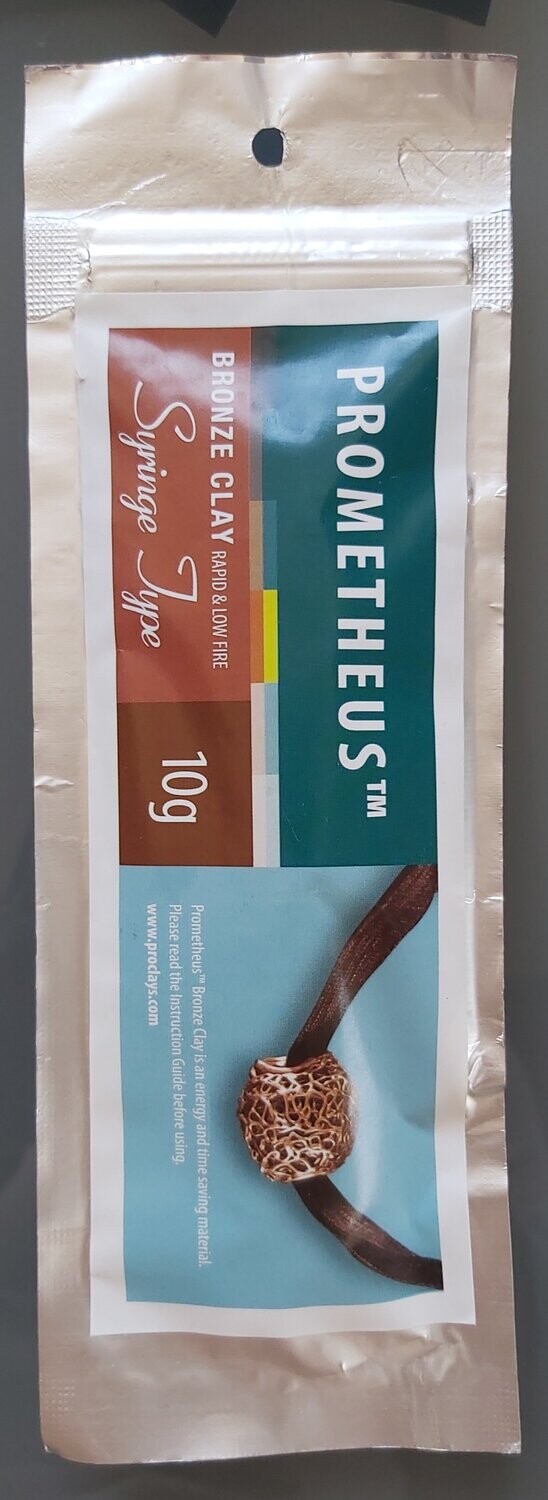 PROMETHEUS™
BRONZE CLAY RAPID & LOW FIRE
Syringe Type
10g
Prometheus™ Bronze Clay is an energy and time saving material.
Please read the Instruction Guide before using.
www.proclays.com